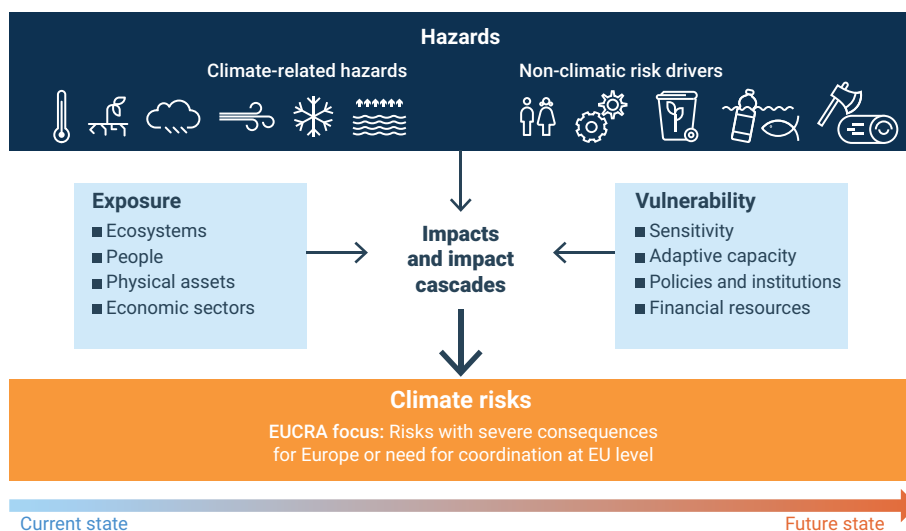 Hazards
Climate-related hazards
Non-climatic risk drivers
Exposure
Ecosystems
People
Physical assets
Economic sectors
Impacts
and impact
cascades
Vulnerability
Sensitivity
Adaptive capacity
Policies and institutions
Financial resources
Climate risks
EUCRA focus: Risks with severe consequences
for Europe or need for coordination at EU level
Current state
Future state